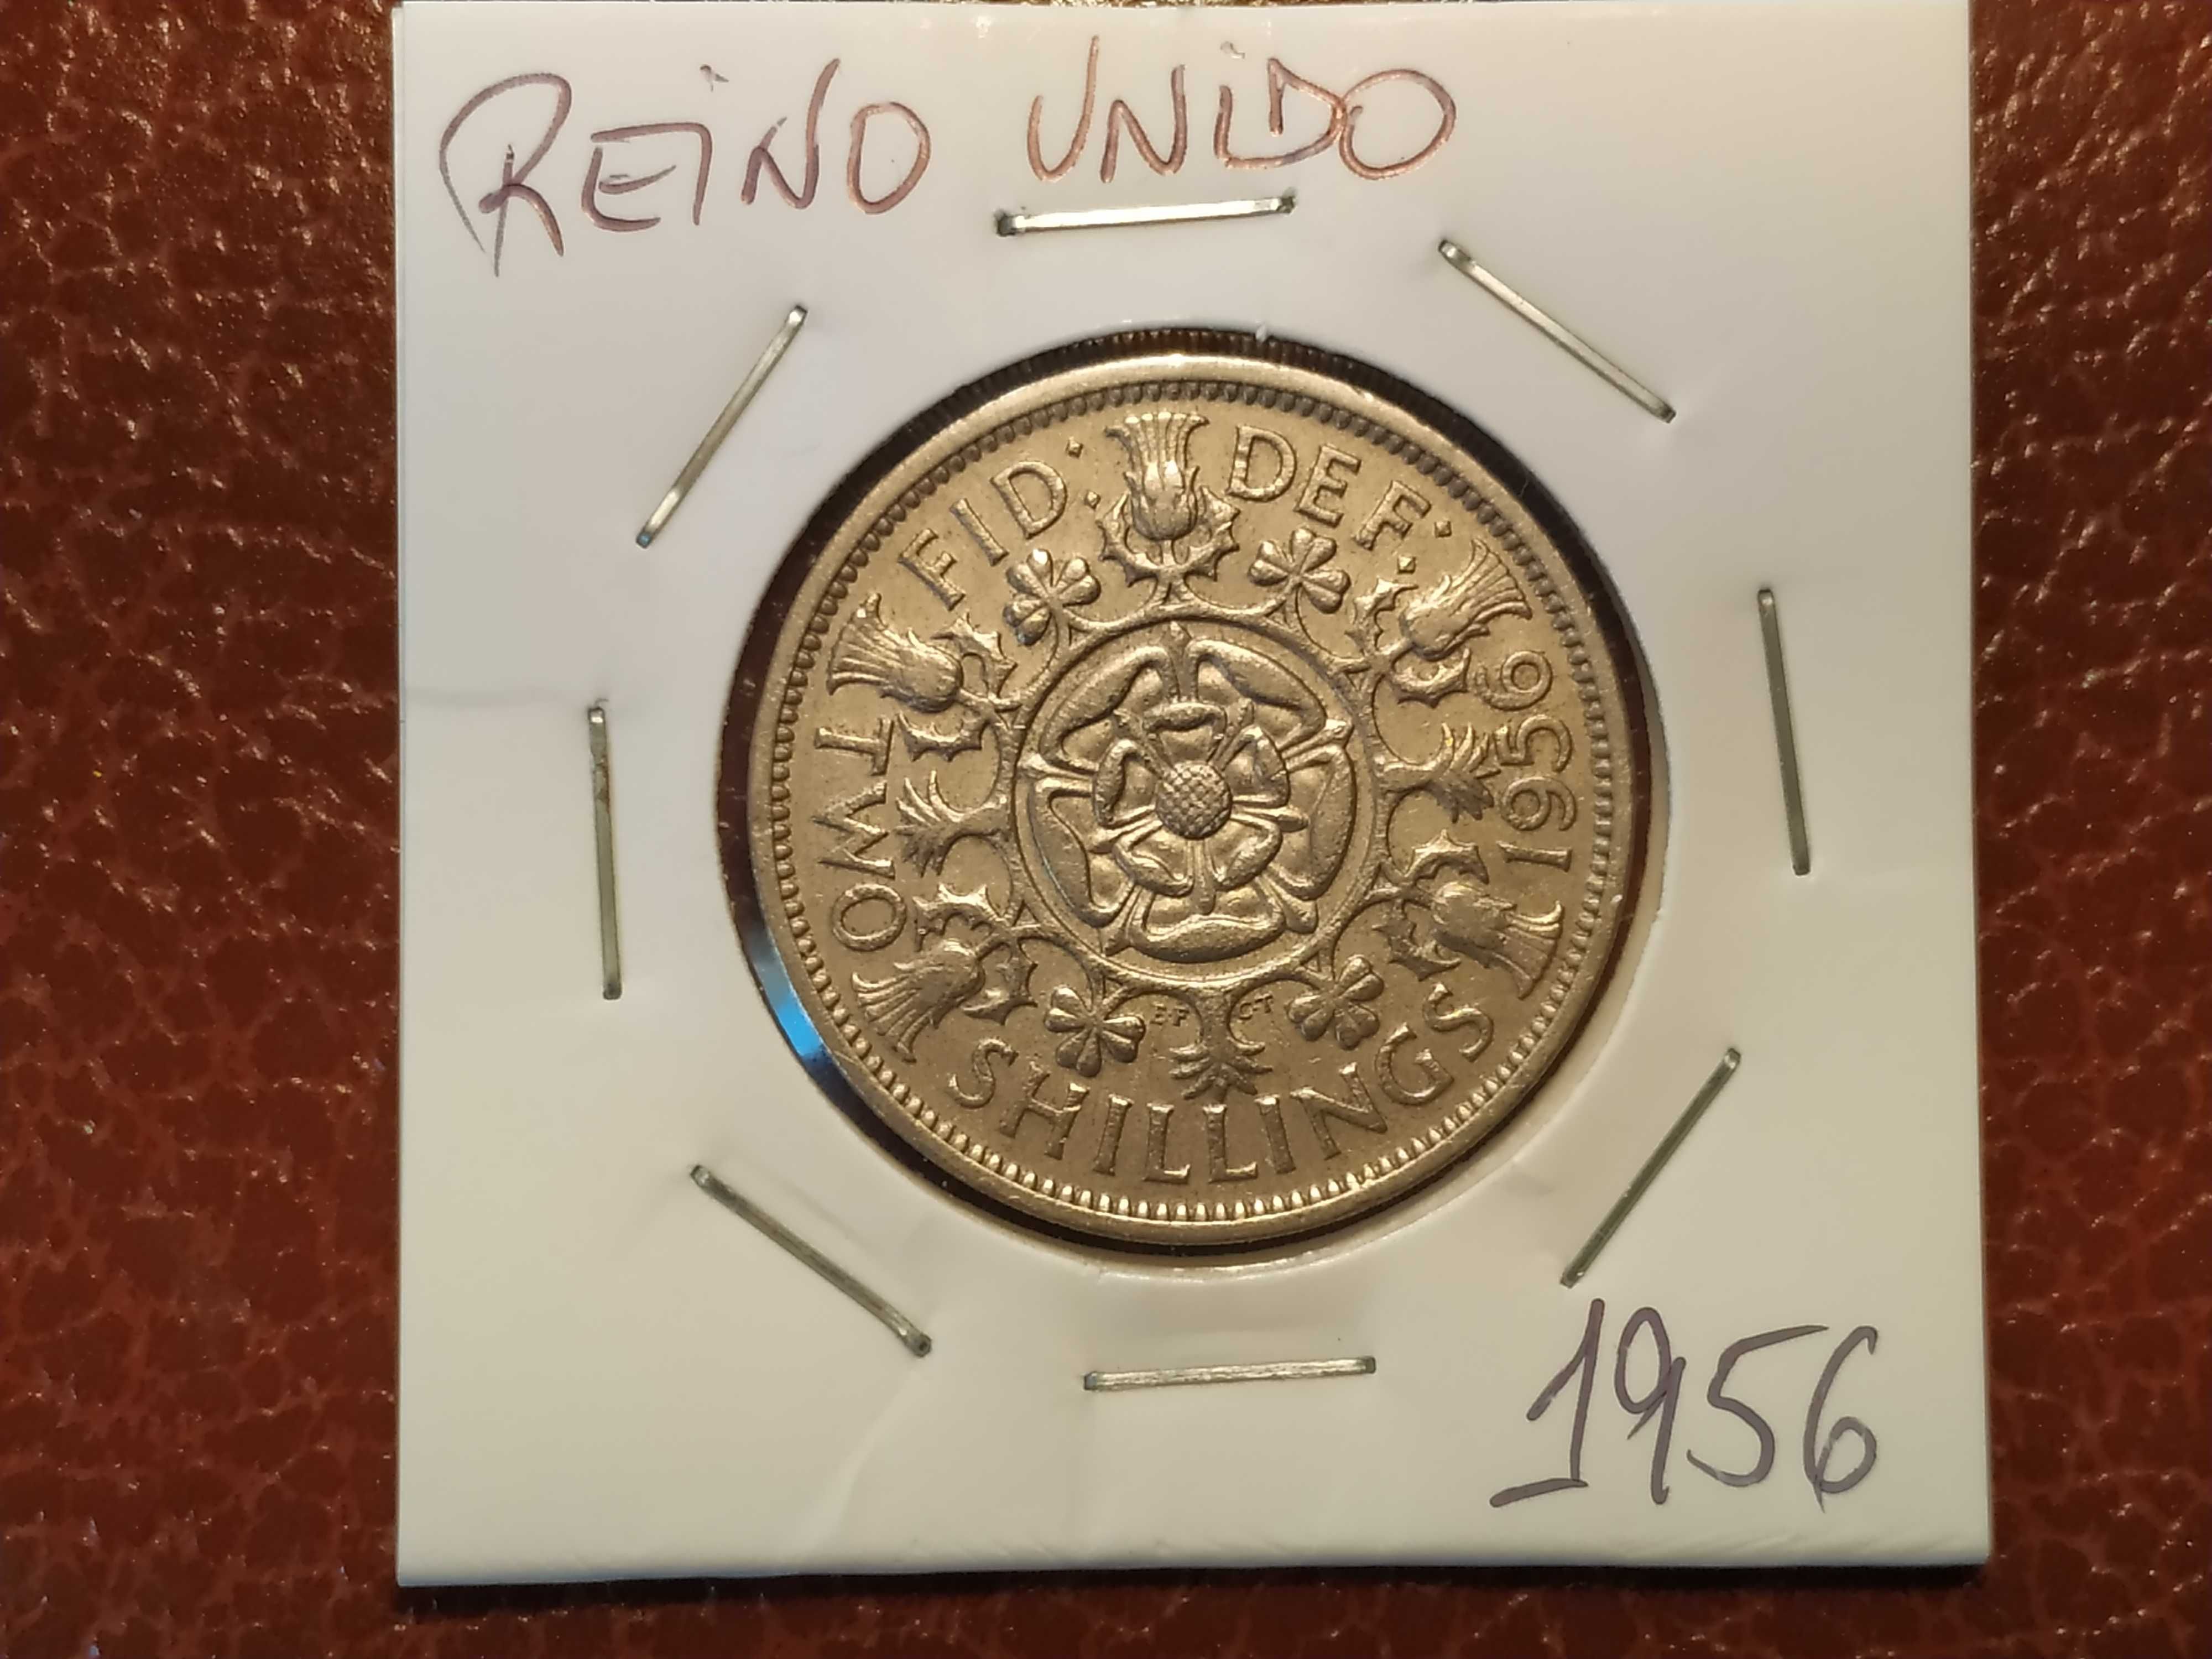 REINO UNIDO
FID: DEF: 1956
TWO SHILLINGS
E·F C·T
1956